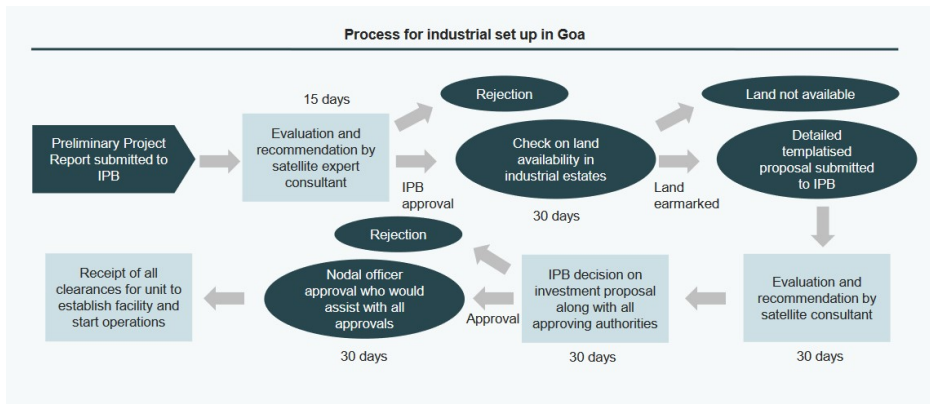 Process for industrial set up in Goa
15 days
Rejection
Land not available
Preliminary Project
Report submitted to
IPB
Evaluation and
recommendation by
satellite expert
consultant
IPB
approval
Check on land
availability in
industrial estates
30 days
Land
earmarked
Detailed
templatised
proposal submitted
to IPB
Evaluation and
recommendation by
satellite consultant
30 days
IPB decision on
investment proposal
along with all
approving authorities
30 days
Rejection
Approval
Nodal officer
approval who would
assist with all
approvals
30 days
Receipt of all
clearances for unit to
establish facility and
start operations